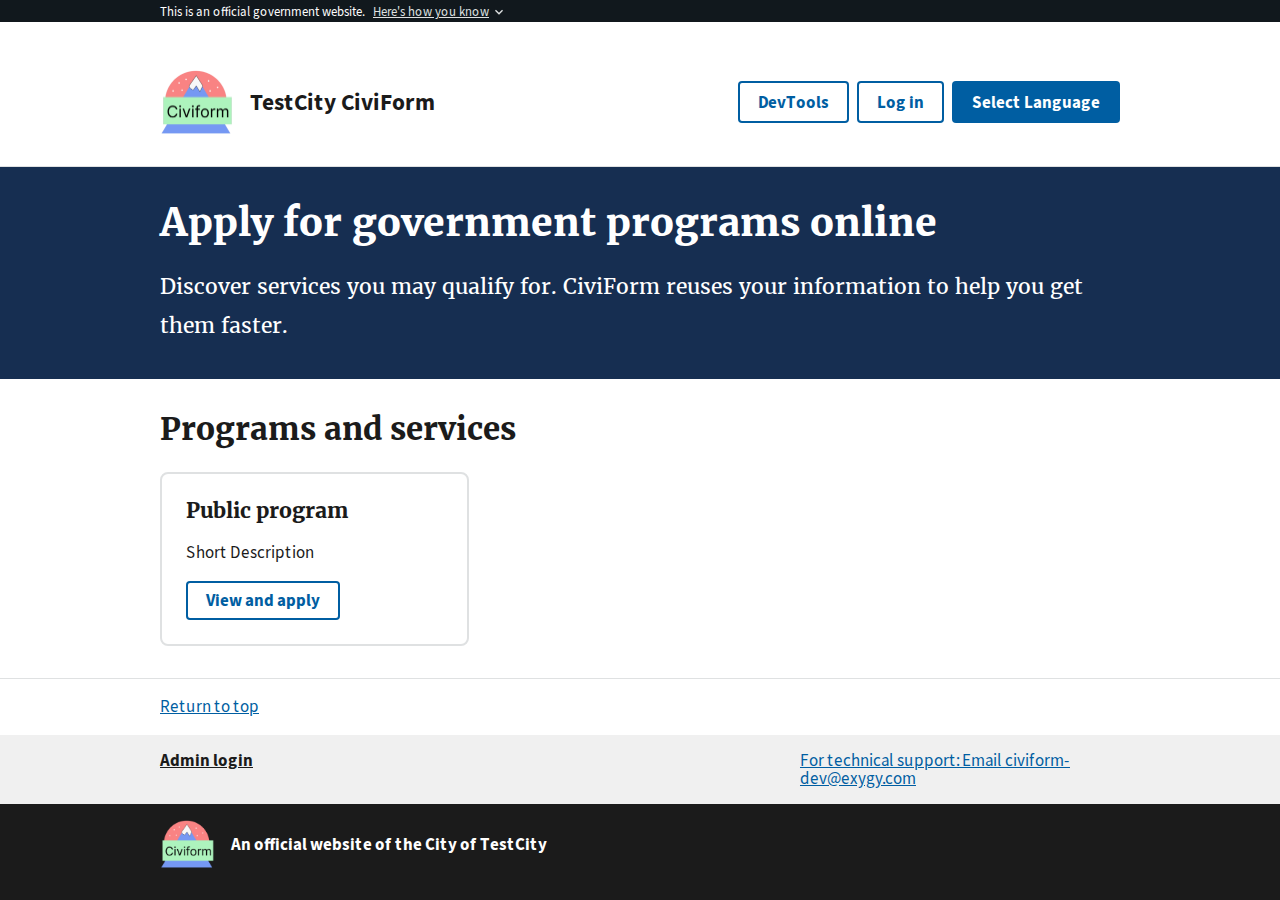 This is an official government website. Here's how you know
Civiform
TestCity CiviForm
DevTools
Log in
Select Language
Apply for government programs online
Discover services you may qualify for. CiviForm reuses your information to help you get
them faster.
Programs and services
Public program
Short Description
View and apply
Return to top
Admin login
For technical support: Email civiform-
dev@exygy.com
Civiform
An official website of the City of TestCity